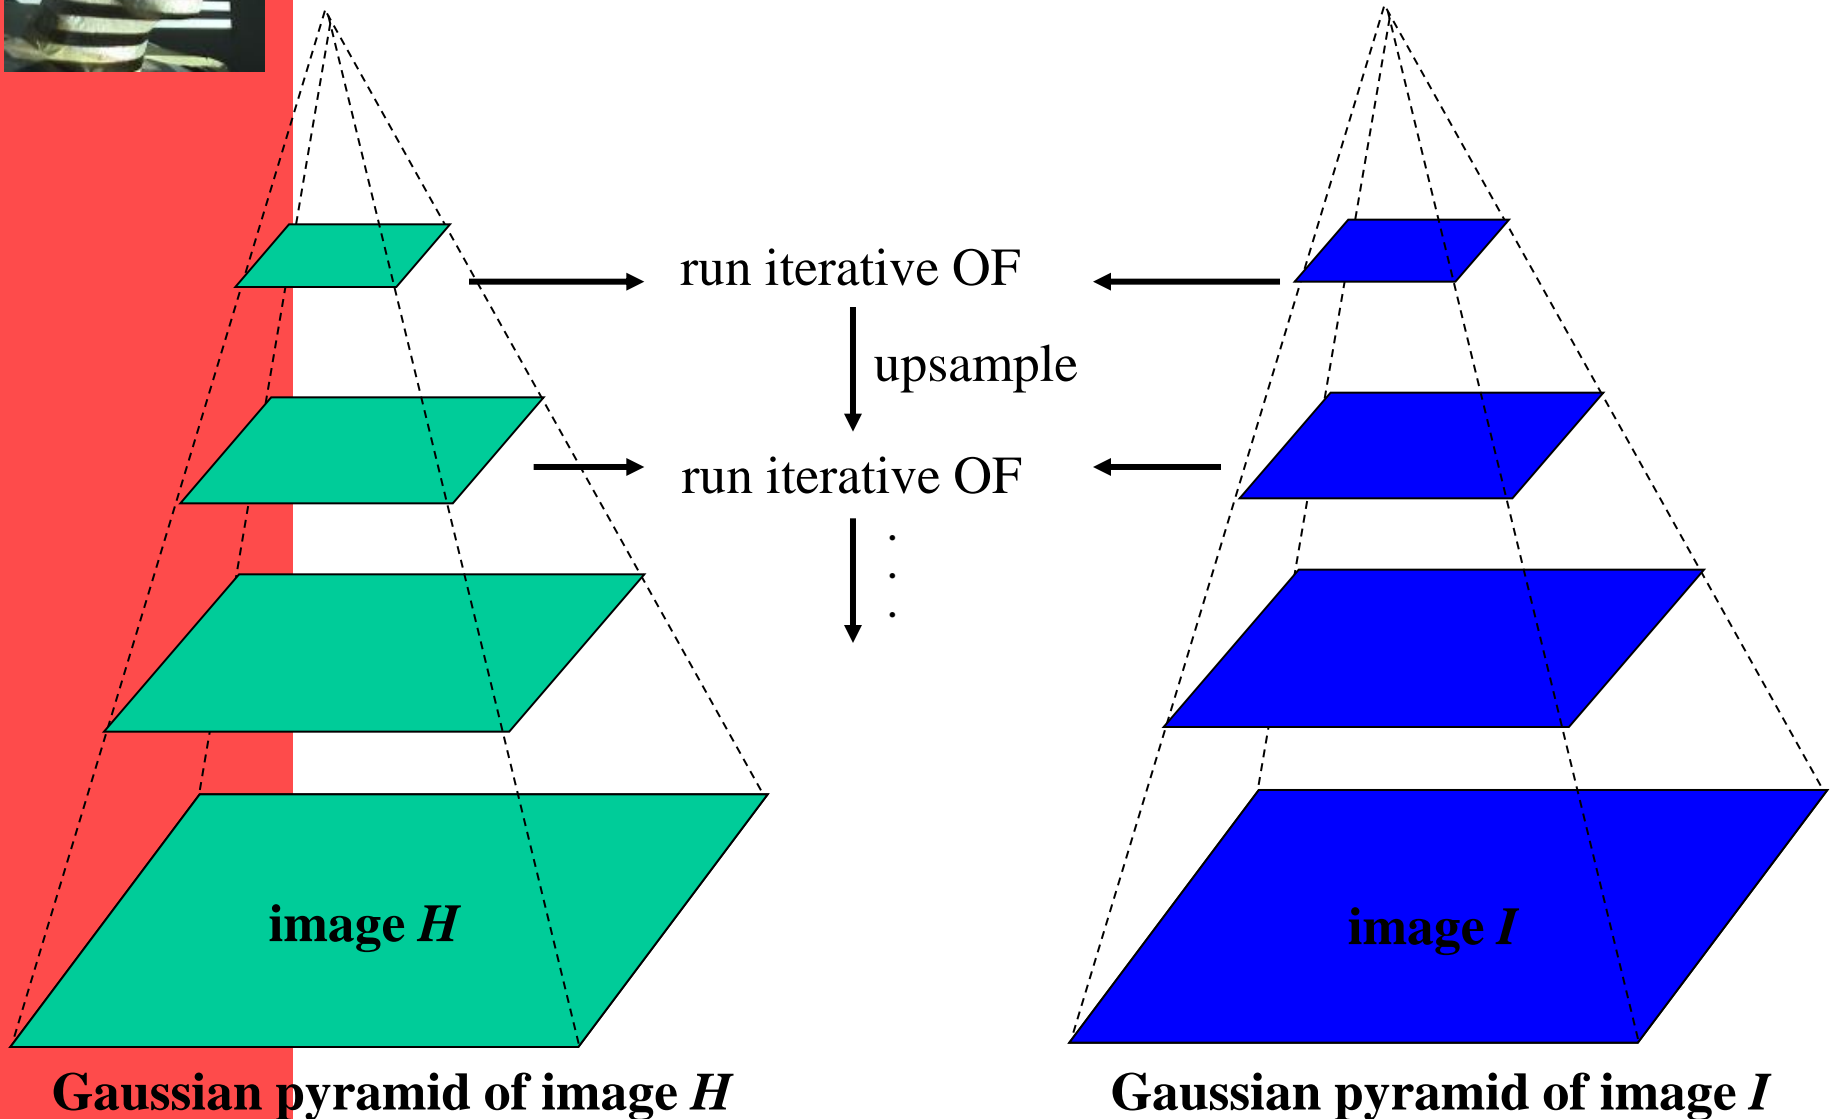 run iterative OF
upsample
run iterative OF
.
.
.
image H
image I
Gaussian pyramid of image H
Gaussian pyramid of image I